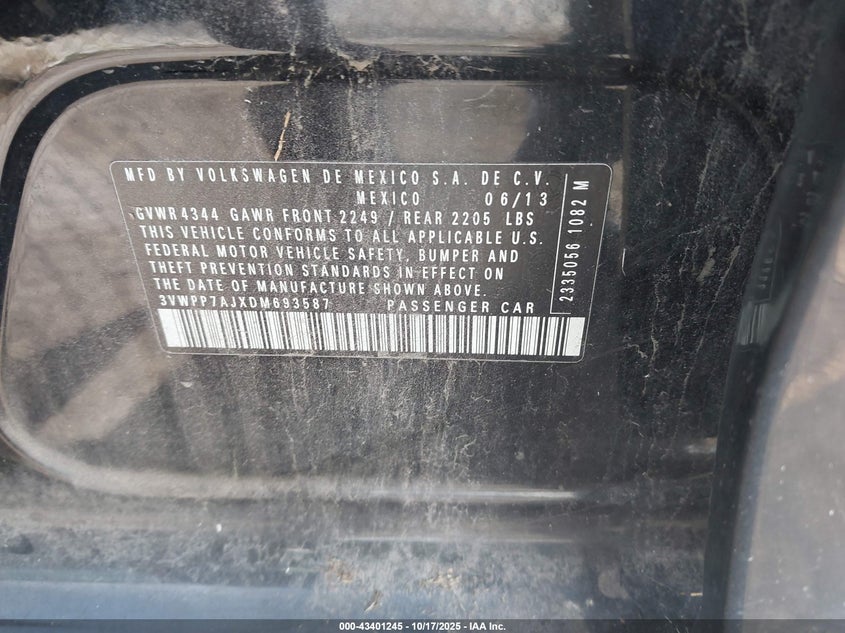 MFD BY VOLKSWAGEN DE MEXICO S.A. DE C.V.
MEXICO 06/13
GVWR 4344 GAWR FRONT 2249 / REAR 2205 LBS
THIS VEHICLE CONFORMS TO ALL APPLICABLE U.S.
FEDERAL MOTOR VEHICLE SAFETY, BUMPER AND
THEFT PREVENTION STANDARDS IN EFFECT ON
THE DATE OF MANUFACTURE SHOWN ABOVE.
3VWPP7AJXDM693587 PASSENGER CAR
2335056 1082 M
000-43401245 - 10/17/2025 - IAA Inc.